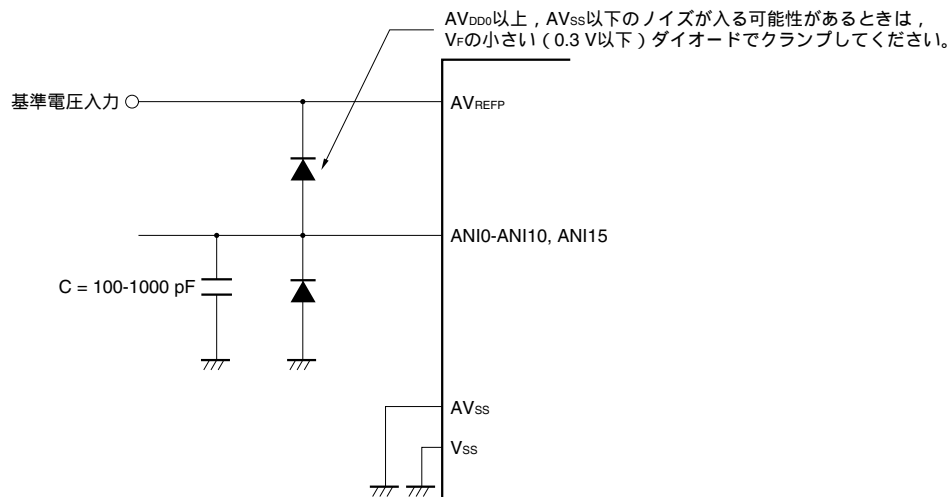 AVDD0以上，AVSS以下のノイズが入る可能性があるときは，
VFの小さい（0.3 V以下）ダイオードでクランプしてください。
基準電圧入力
AVREFP
ANI0-ANI10, ANI15
C = 100-1000 pF
AVSS
VSS